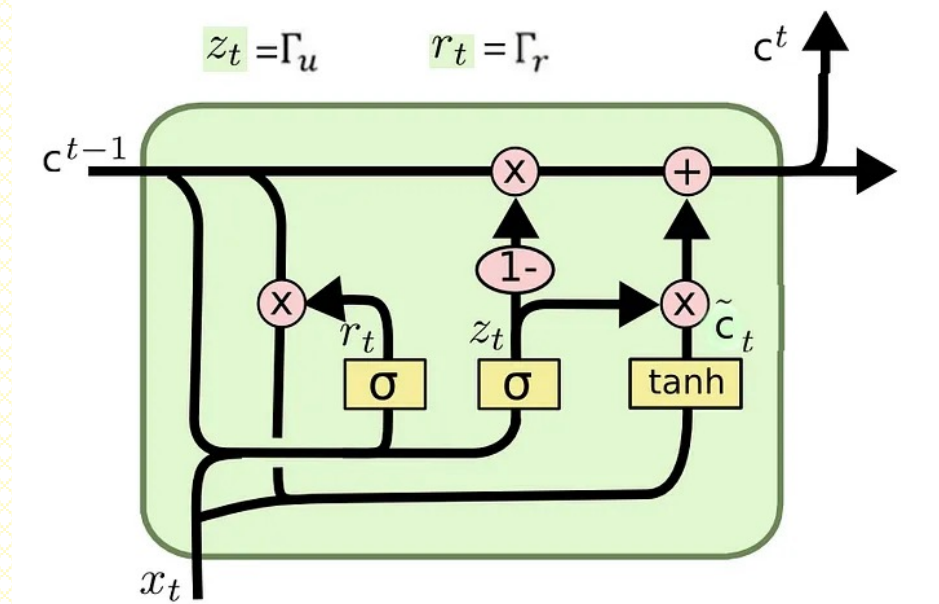 z_t =Γ_u r_t =Γ_r
c^t
c^{t-1}
x +
1-
x x
r_t z_t c̃_t
σ σ tanh
x_t